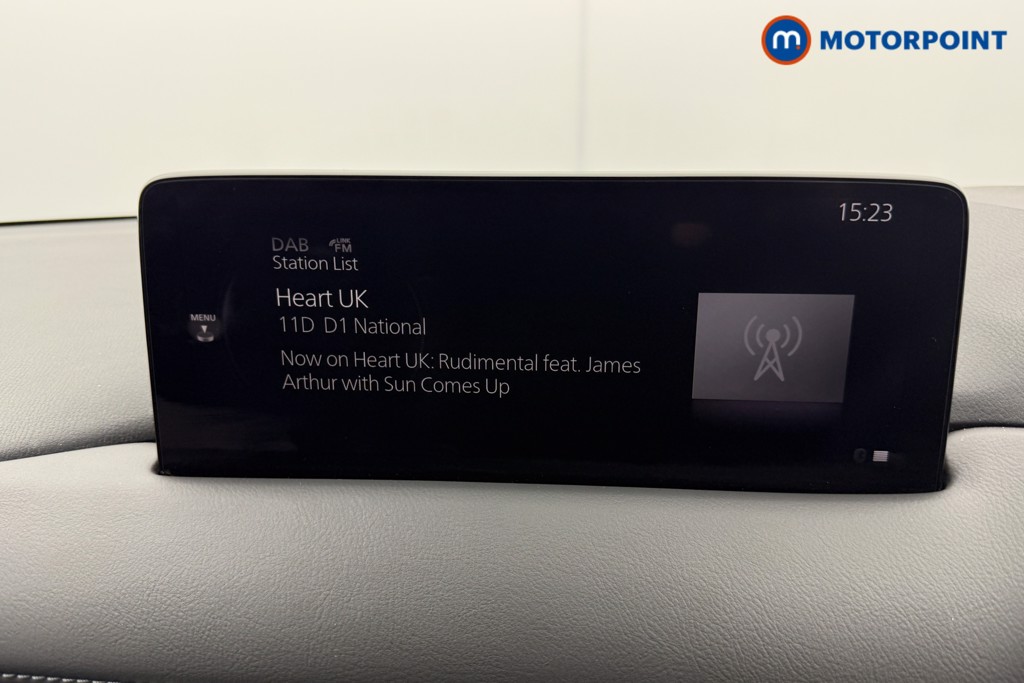 m MOTORPOINT
15:23
DAB LINK FM
Station List
MENU
Heart UK
11D D1 National
Now on Heart UK: Rudimental feat. James
Arthur with Sun Comes Up